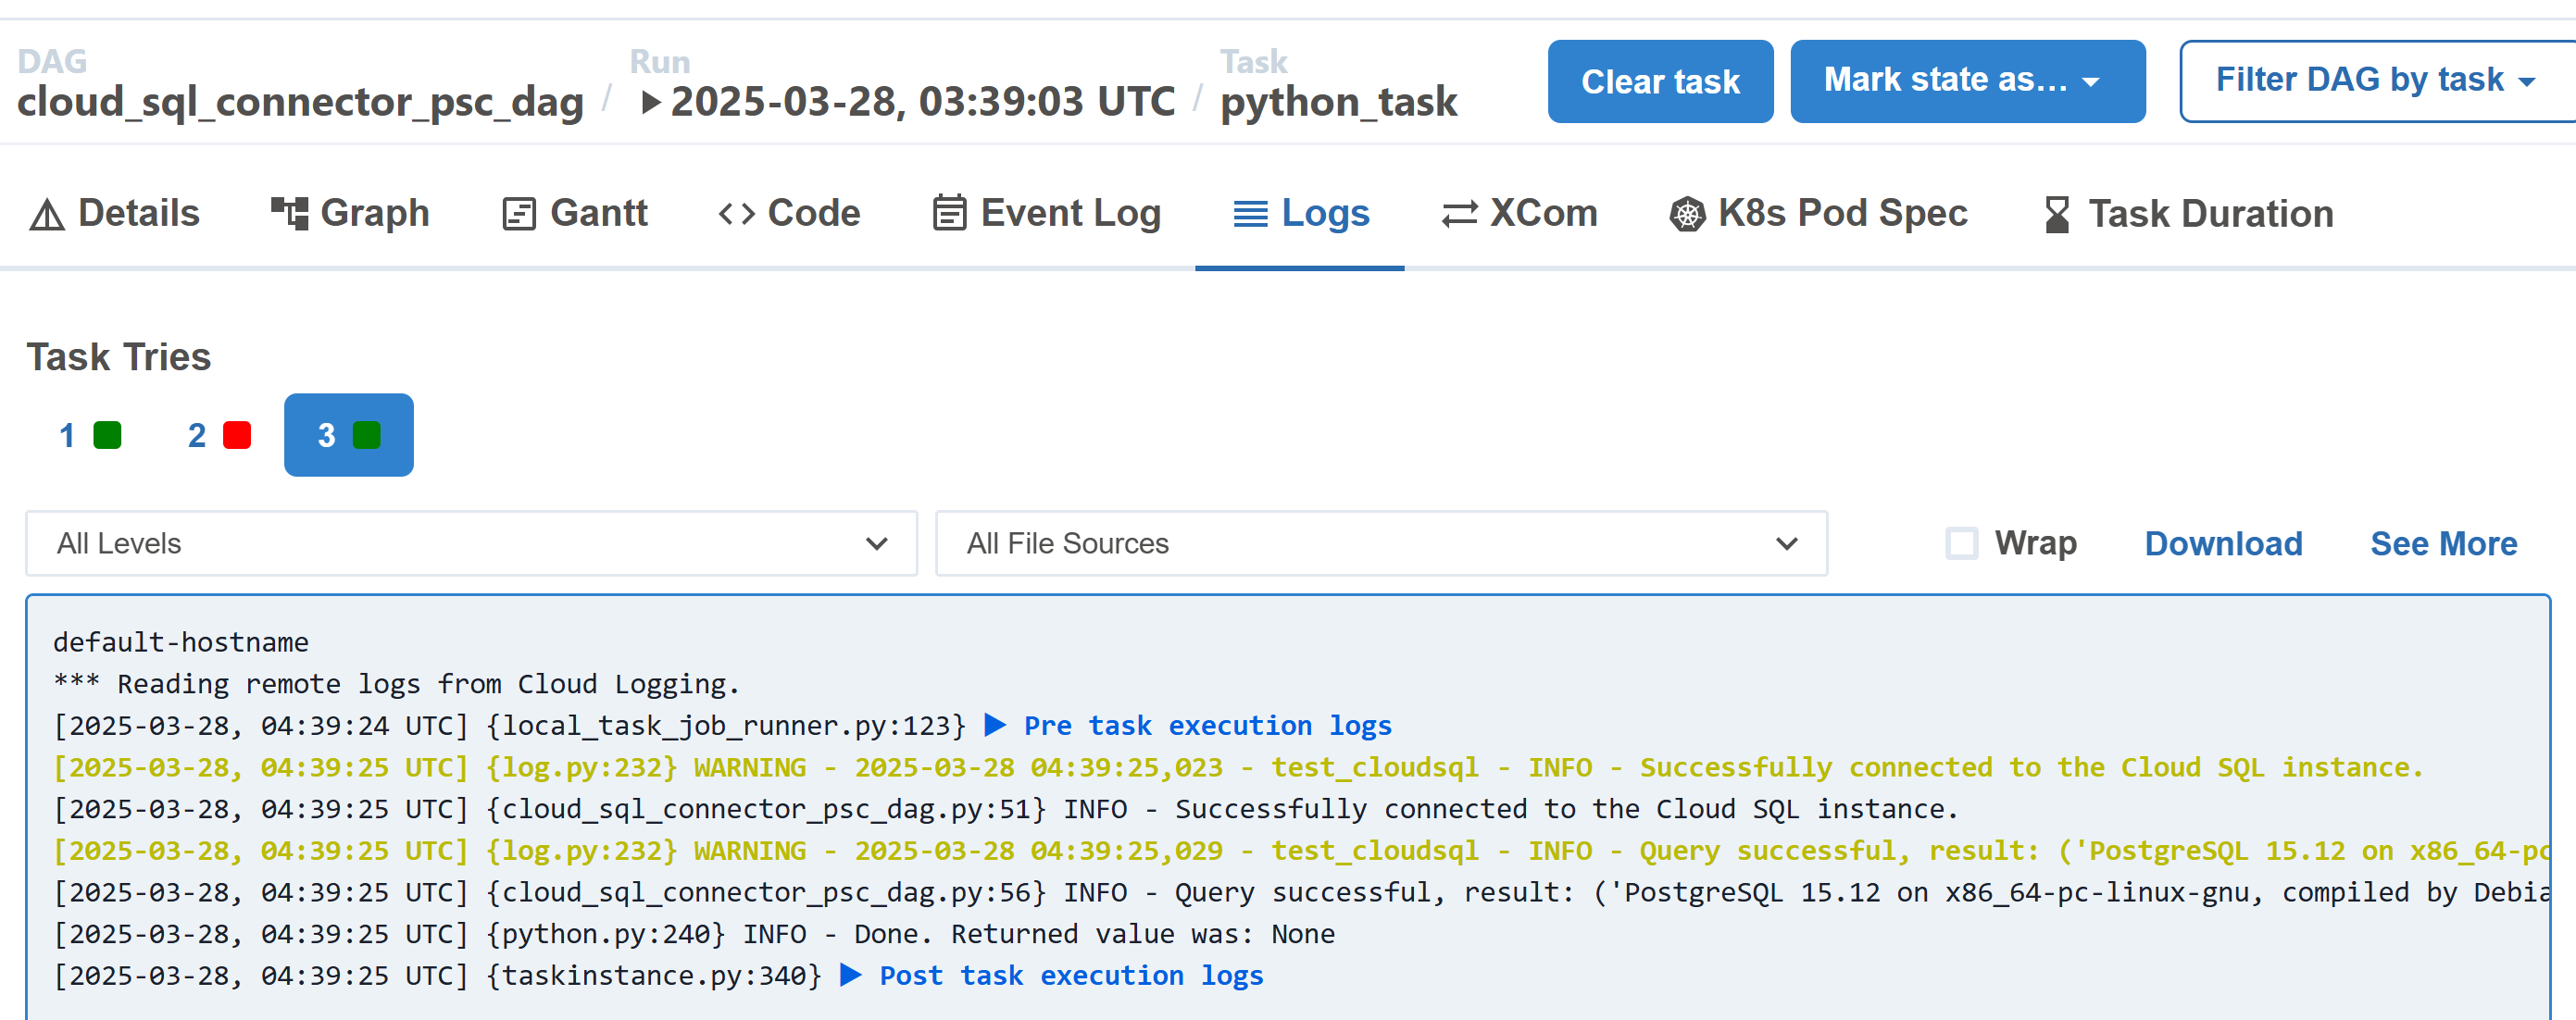 DAG
cloud_sql_connector_psc_dag / Run ▶ 2025-03-28, 03:39:03 UTC / Task python_task
Clear task
Mark state as…
Filter DAG by task
Details
Graph
Gantt
Code
Event Log
Logs
XCom
K8s Pod Spec
Task Duration
Task Tries
1
2
3
All Levels
All File Sources
Wrap
Download
See More
default-hostname
*** Reading remote logs from Cloud Logging.
[2025-03-28, 04:39:24 UTC] {local_task_job_runner.py:123} ▶ Pre task execution logs
[2025-03-28, 04:39:25 UTC] {log.py:232} WARNING - 2025-03-28 04:39:25,023 - test_cloudsql - INFO - Successfully connected to the Cloud SQL instance.
[2025-03-28, 04:39:25 UTC] {cloud_sql_connector_psc_dag.py:51} INFO - Successfully connected to the Cloud SQL instance.
[2025-03-28, 04:39:25 UTC] {log.py:232} WARNING - 2025-03-28 04:39:25,029 - test_cloudsql - INFO - Query successful, result: ('PostgreSQL 15.12 on x86_64-pc
[2025-03-28, 04:39:25 UTC] {cloud_sql_connector_psc_dag.py:56} INFO - Query successful, result: ('PostgreSQL 15.12 on x86_64-pc-linux-gnu, compiled by Debia
[2025-03-28, 04:39:25 UTC] {python.py:240} INFO - Done. Returned value was: None
[2025-03-28, 04:39:25 UTC] {taskinstance.py:340} ▶ Post task execution logs